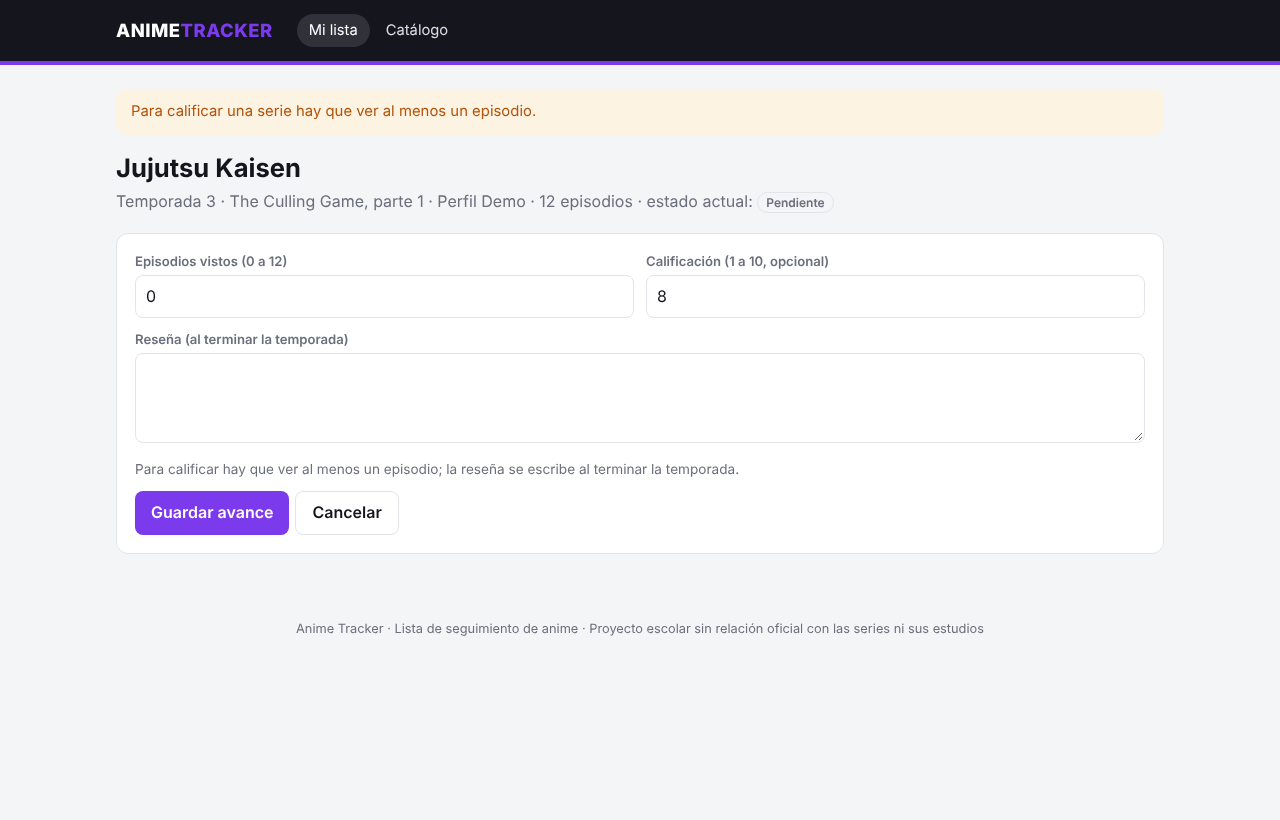 ANIMETRACKER Mi lista Catálogo
Para calificar una serie hay que ver al menos un episodio.
Jujutsu Kaisen
Temporada 3 · The Culling Game, parte 1 · Perfil Demo · 12 episodios · estado actual: Pendiente
Episodios vistos (0 a 12) Calificación (1 a 10, opcional)
0 8
Reseña (al terminar la temporada)
Para calificar hay que ver al menos un episodio; la reseña se escribe al terminar la temporada.
Guardar avance Cancelar
Anime Tracker · Lista de seguimiento de anime · Proyecto escolar sin relación oficial con las series ni sus estudios